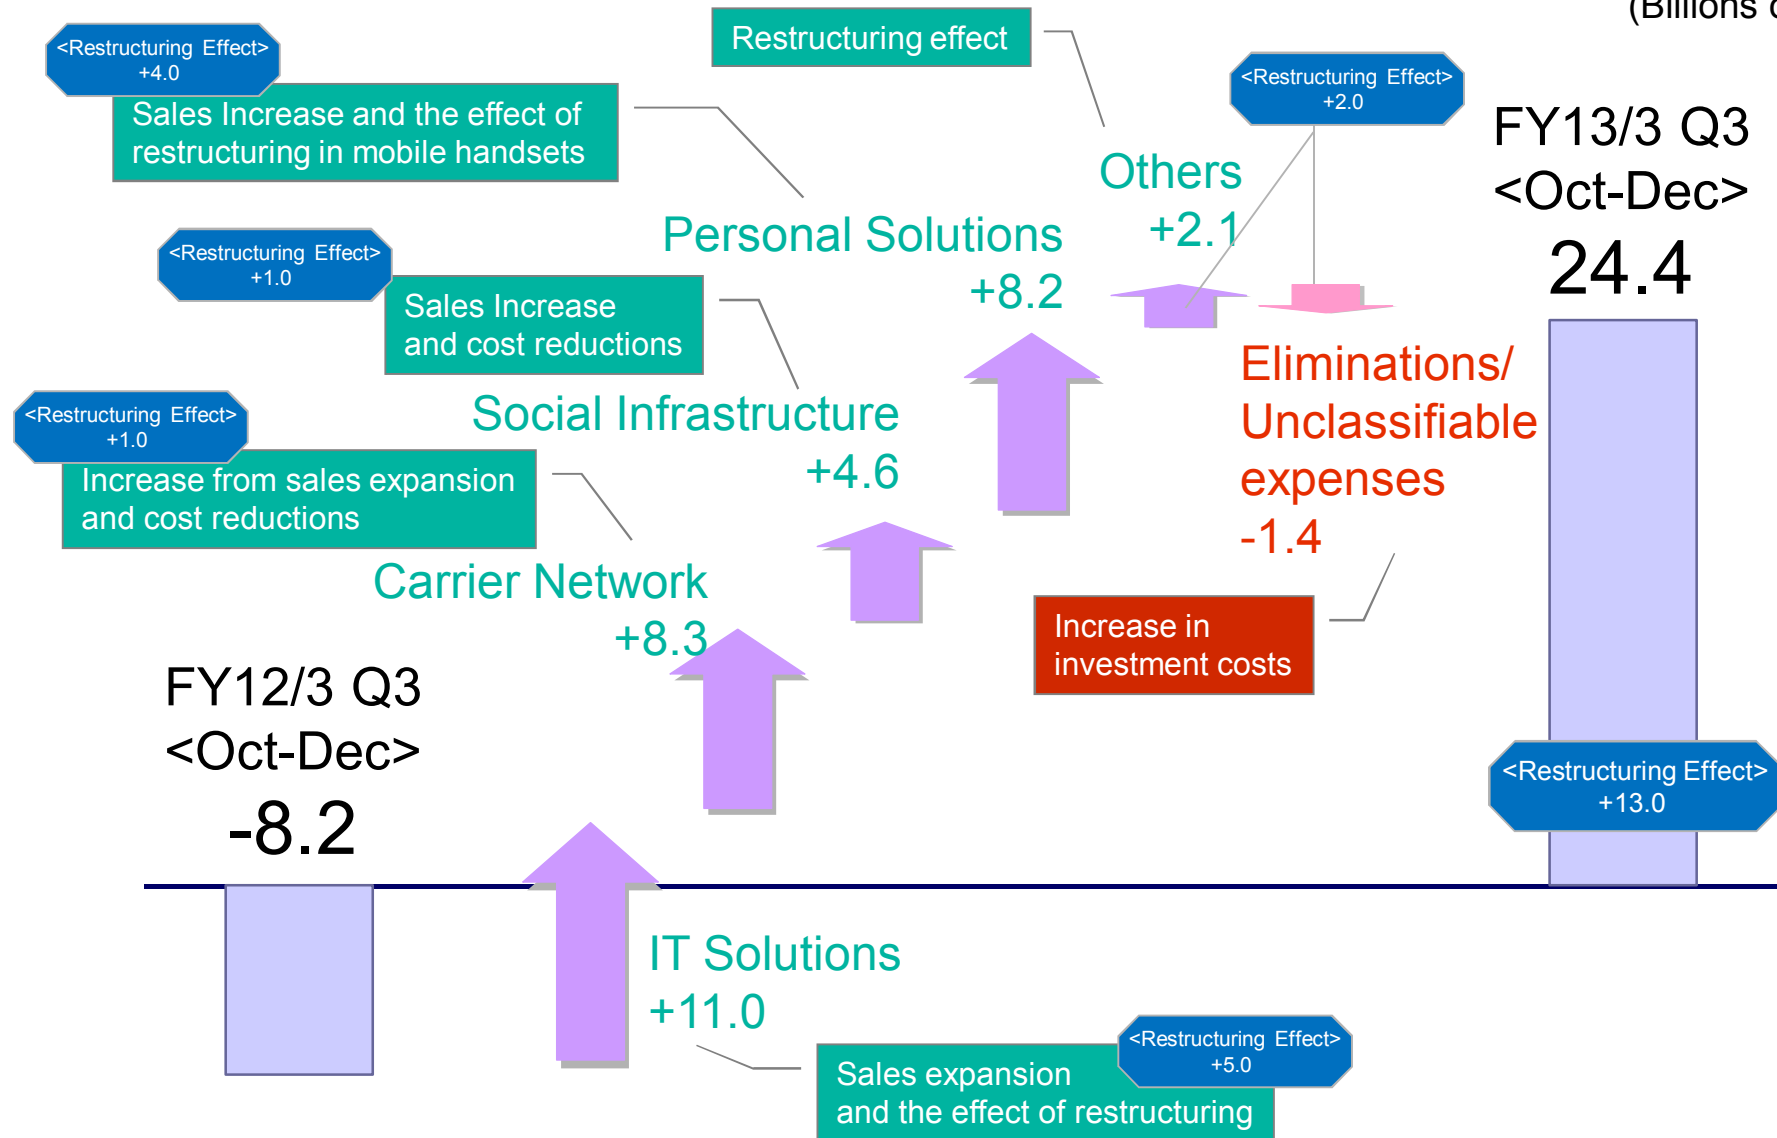 (Billions o
<Restructuring Effect>
+4.0
Sales Increase and the effect of
restructuring in mobile handsets
Restructuring effect
<Restructuring Effect>
+2.0
FY13/3 Q3
<Oct-Dec>
24.4
Others
+2.1
Personal Solutions
+8.2
<Restructuring Effect>
+1.0
Sales Increase
and cost reductions
Social Infrastructure
+4.6
Eliminations/
Unclassifiable
expenses
-1.4
Increase in
investment costs
<Restructuring Effect>
+1.0
Increase from sales expansion
and cost reductions
Carrier Network
+8.3
FY12/3 Q3
<Oct-Dec>
-8.2
<Restructuring Effect>
+13.0
IT Solutions
+11.0
<Restructuring Effect>
+5.0
Sales expansion
and the effect of restructuring